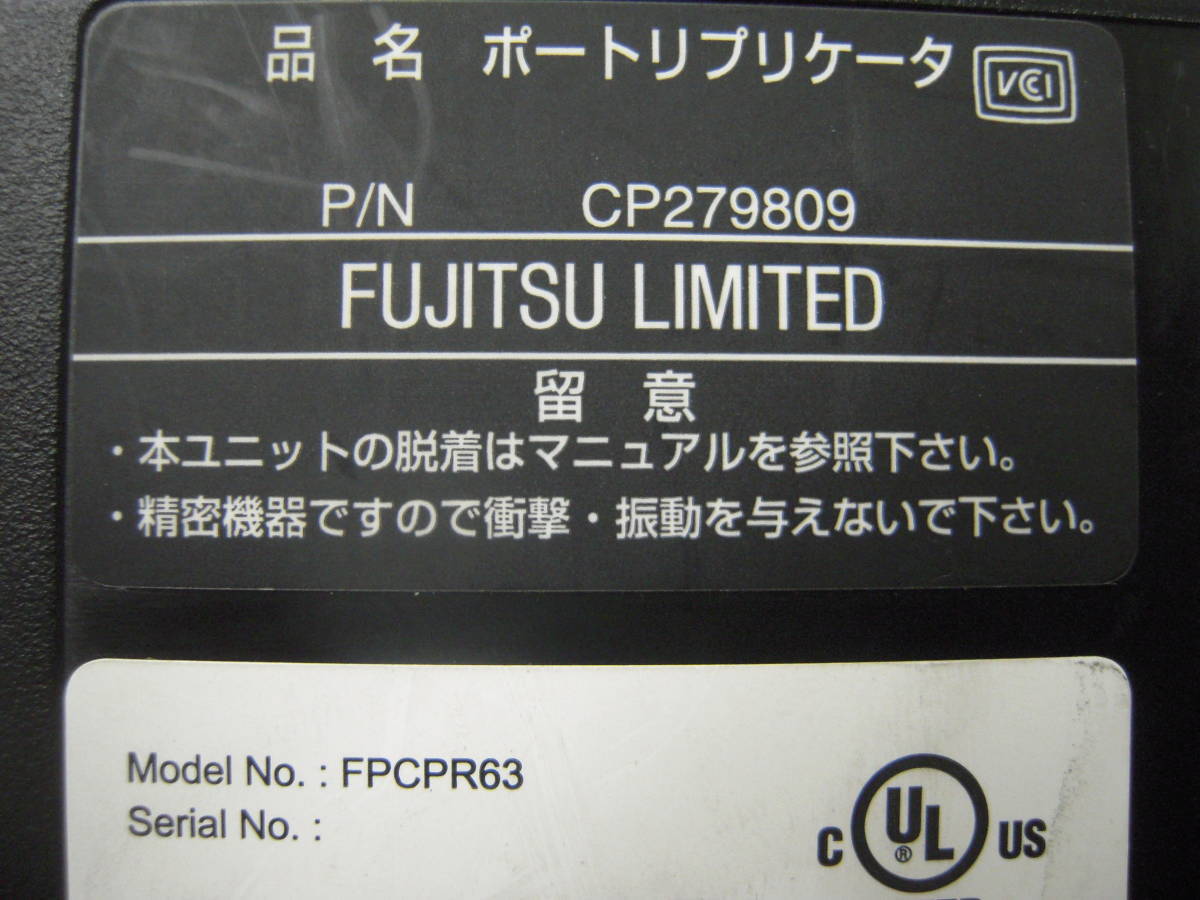 品 名 ポートリプリケータ VCCI
P/N CP279809
FUJITSU LIMITED
留 意
・本ユニットの脱着はマニュアルを参照下さい。
・精密機器ですので衝撃・振動を与えないで下さい。
Model No. : FPCPR63
Serial No. :
C UL ® US